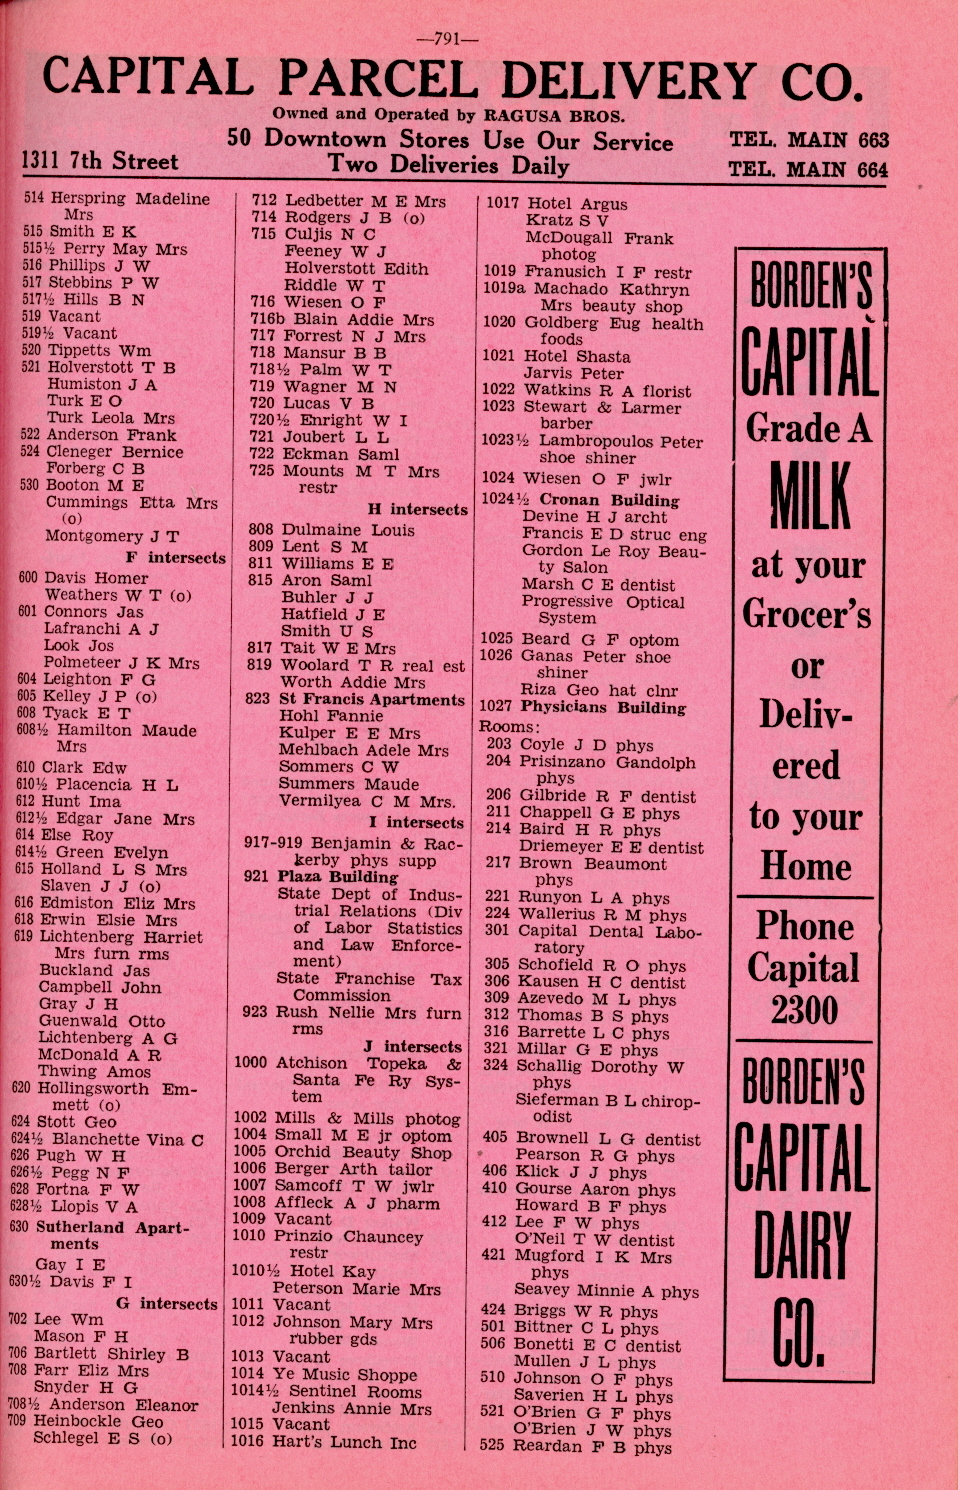 —791—
CAPITAL PARCEL DELIVERY CO.
Owned and Operated by RAGUSA BROS.
1311 7th Street
50 Downtown Stores Use Our Service
Two Deliveries Daily
TEL. MAIN 663
TEL. MAIN 664
514 Herspring Madeline
Mrs
515 Smith E K
515½ Perry May Mrs
516 Phillips J W
517 Stebbins P W
517½ Hills B N
519 Vacant
519½ Vacant
520 Tippetts Wm
521 Holverstott T B
Humiston J A
Turk E O
Turk Leola Mrs
522 Anderson Frank
524 Cleneger Bernice
Forberg C B
530 Booton M E
Cummings Etta Mrs
(o)
Montgomery J T
F intersects
600 Davis Homer
Weathers W T (o)
601 Connors Jas
Lafranchi A J
Look Jos
Polmeteer J K Mrs
604 Leighton F G
605 Kelley J P (o)
608 Tyack E T
608½ Hamilton Maude
Mrs
610 Clark Edw
610½ Placencia H L
612 Hunt Ima
612½ Edgar Jane Mrs
614 Else Roy
614½ Green Evelyn
615 Holland L S Mrs
Slaven J J (o)
616 Edmiston Eliz Mrs
618 Erwin Elsie Mrs
619 Lichtenberg Harriet
Mrs furn rms
Buckland Jas
Campbell John
Gray J H
Guenwald Otto
Lichtenberg A G
McDonald A R
Thwing Amos
620 Hollingsworth Em-
mett (o)
624 Stott Geo
624½ Blanchette Vina C
626 Pugh W H
626½ Pegg N F
628 Fortna F W
628½ Llopis V A
630 Sutherland Apart-
ments
Gay I E
630½ Davis F I
G intersects
702 Lee Wm
Mason F H
706 Bartlett Shirley B
708 Farr Eliz Mrs
Snyder H G
708½ Anderson Eleanor
709 Heinbockle Geo
Schlegel E S (o)
712 Ledbetter M E Mrs
714 Rodgers J B (o)
715 Culjis N C
Feeney W J
Holverstott Edith
Riddle W T
716 Wiesen O F
716b Blain Addie Mrs
717 Forrest N J Mrs
718 Mansur B B
718½ Palm W T
719 Wagner M N
720 Lucas V B
720½ Enright W I
721 Joubert L L
722 Eckman Saml
725 Mounts M T Mrs
restr
H intersects
808 Dulmaine Louis
809 Lent S M
811 Williams E E
815 Aron Saml
Buhler J J
Hatfield J E
Smith U S
817 Tait W E Mrs
819 Woolard T R real est
Worth Addie Mrs
823 St Francis Apartments
Hohl Fannie
Kulper E E Mrs
Mehlbach Adele Mrs
Sommers C W
Summers Maude
Vermilyea C M Mrs.
I intersects
917-919 Benjamin & Rac-
kerby phys supp
921 Plaza Building
State Dept of Indus-
trial Relations (Div
of Labor Statistics
and Law Enforce-
ment)
State Franchise Tax
Commission
923 Rush Nellie Mrs furn
rms
J intersects
1000 Atchison Topeka &
Santa Fe Ry Sys-
tem
1002 Mills & Mills photog
1004 Small M E jr optom
1005 Orchid Beauty Shop
1006 Berger Arth tailor
1007 Samcoff T W jwlr
1008 Affleck A J pharm
1009 Vacant
1010 Prinzio Chauncey
restr
1010½ Hotel Kay
Peterson Marie Mrs
1011 Vacant
1012 Johnson Mary Mrs
rubber gds
1013 Vacant
1014 Ye Music Shoppe
1014½ Sentinel Rooms
Jenkins Annie Mrs
1015 Vacant
1016 Hart's Lunch Inc
1017 Hotel Argus
Kratz S V
McDougall Frank
photog
1019 Franusich I F restr
1019a Machado Kathryn
Mrs beauty shop
1020 Goldberg Eug health
foods
1021 Hotel Shasta
Jarvis Peter
1022 Watkins R A florist
1023 Stewart & Larmer
barber
1023½ Lambropoulos Peter
shoe shiner
1024 Wiesen O F jwlr
1024½ Cronan Building
Devine H J archt
Francis E D struc eng
Gordon Le Roy Beau-
ty Salon
Marsh C E dentist
Progressive Optical
System
1025 Beard G F optom
1026 Ganas Peter shoe
shiner
Riza Geo hat clnr
1027 Physicians Building
Rooms:
203 Coyle J D phys
204 Prisinzano Gandolph
phys
206 Gilbride R F dentist
211 Chappell G E phys
214 Baird H R phys
Driemeyer E E dentist
217 Brown Beaumont
phys
221 Runyon L A phys
224 Wallerius R M phys
301 Capital Dental Labo-
ratory
305 Schofield R O phys
306 Kausen H C dentist
309 Azevedo M L phys
312 Thomas B S phys
316 Barrette L C phys
321 Millar G E phys
324 Schallig Dorothy W
phys
Sieferman B L chirop-
odist
405 Brownell L G dentist
Pearson R G phys
406 Klick J J phys
410 Gourse Aaron phys
Howard B F phys
412 Lee F W phys
O'Neil T W dentist
421 Mugford I K Mrs
phys
Seavey Minnie A phys
424 Briggs W R phys
501 Bittner C L phys
506 Bonetti E C dentist
Mullen J L phys
510 Johnson O F phys
Saverien H L phys
521 O'Brien G F phys
O'Brien J W phys
525 Reardan F B phys
BORDEN'S
CAPITAL
Grade A
MILK
at your
Grocer's
or
Deliv-
ered
to your
Home
Phone
Capital
2300
BORDEN'S
CAPITAL
DAIRY
CO.